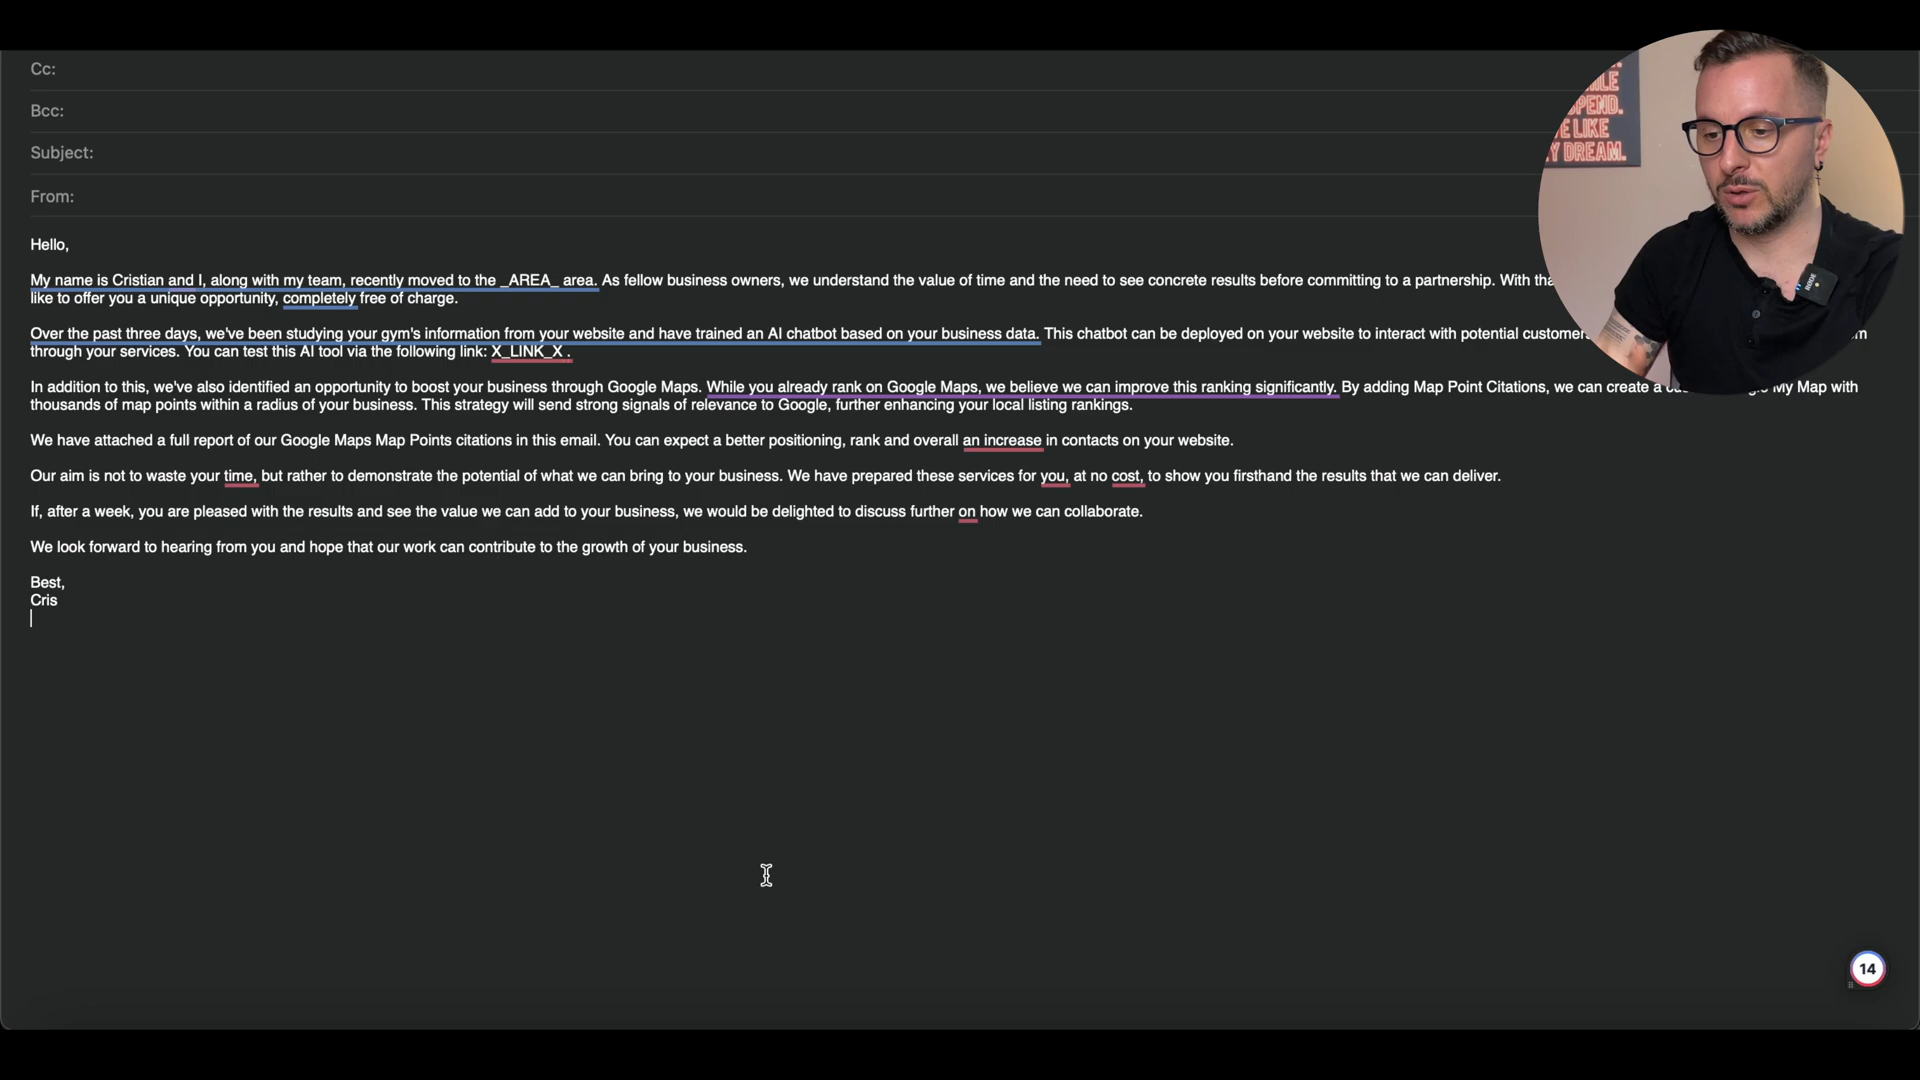 Cc:
Bcc:
Subject:
From:
Hello,
My name is Cristian and I, along with my team, recently moved to the _AREA_ area. As fellow business owners, we understand the value of time and the need to see concrete results before committing to a partnership. With
like to offer you a unique opportunity, completely free of charge.
Over the past three days, we've been studying your gym's information from your website and have trained an AI chatbot based on your business data. This chatbot can be deployed on your website to interact with potential
through your services. You can test this AI tool via the following link: X_LINK_X .
In addition to this, we've also identified an opportunity to boost your business through Google Maps. While you already rank on Google Maps, we believe we can improve this ranking significantly. By adding Map Point Citations, we can create a My Map with
thousands of map points within a radius of your business. This strategy will send strong signals of relevance to Google, further enhancing your local listing rankings.
We have attached a full report of our Google Maps Map Points citations in this email. You can expect a better positioning, rank and overall an increase in contacts on your website.
Our aim is not to waste your time, but rather to demonstrate the potential of what we can bring to your business. We have prepared these services for you, at no cost, to show you firsthand the results that we can deliver.
If, after a week, you are pleased with the results and see the value we can add to your business, we would be delighted to discuss further on how we can collaborate.
We look forward to hearing from you and hope that our work can contribute to the growth of your business.
Best,
Cris
14
LIKE
DREAM.